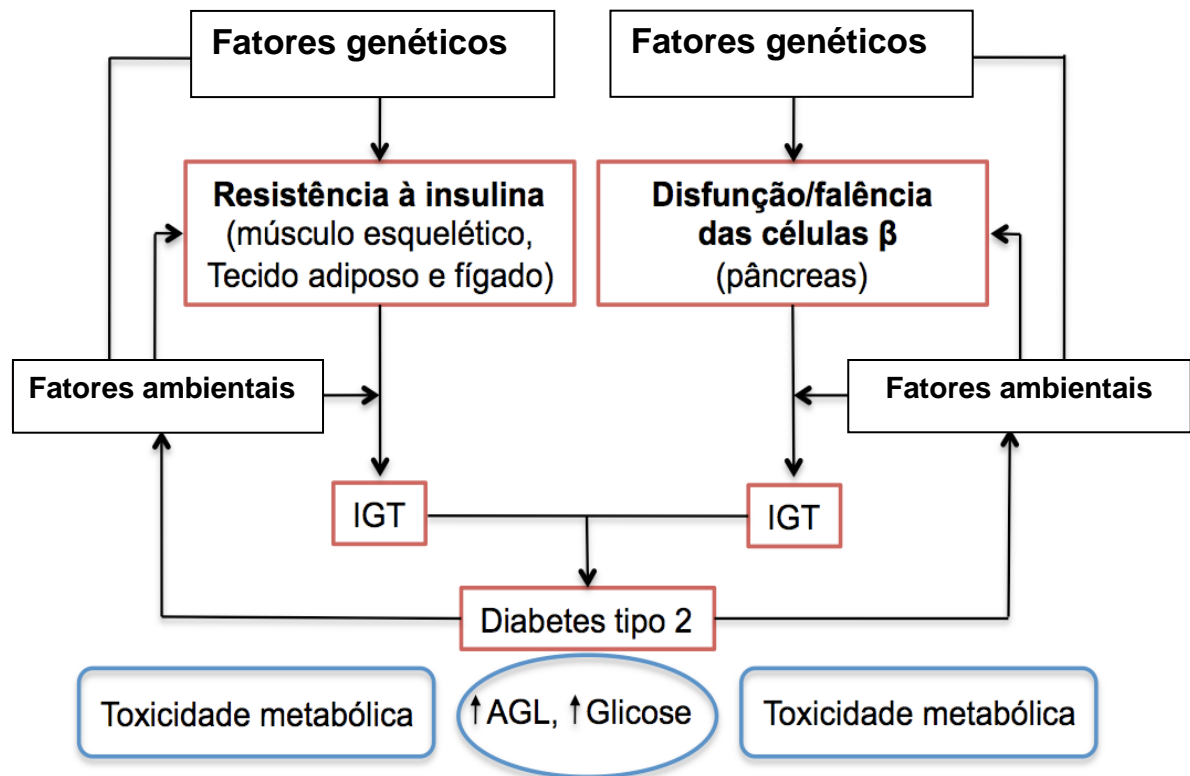 Fatores genéticos
Fatores genéticos
Resistência à insulina
(músculo esquelético,
Tecido adiposo e fígado)
Disfunção/falência
das células β
(pâncreas)
Fatores ambientais
Fatores ambientais
IGT
IGT
Diabetes tipo 2
Toxicidade metabólica
↑AGL, ↑Glicose
Toxicidade metabólica